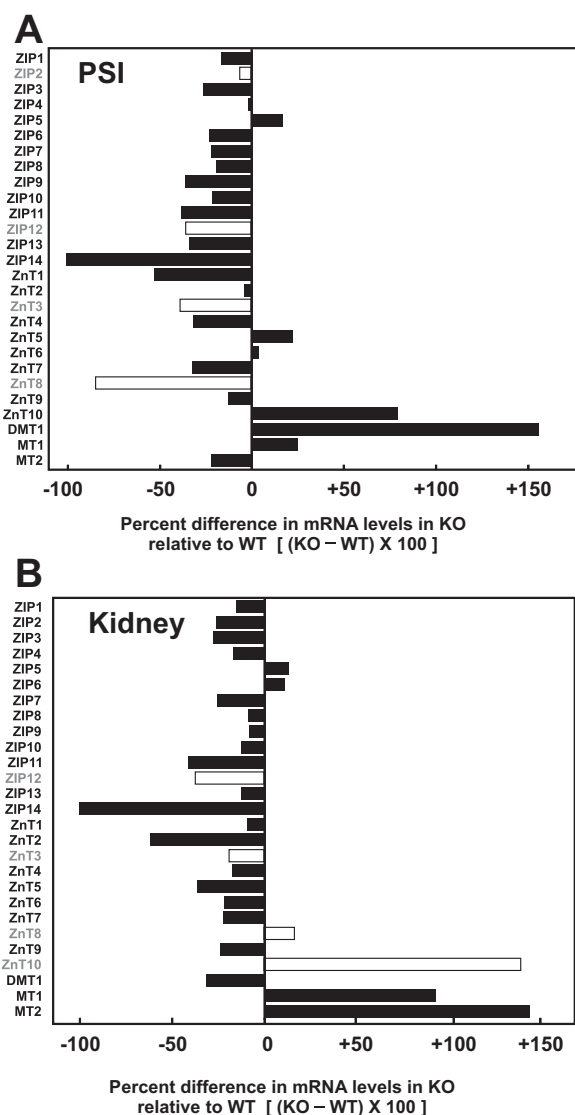 A
PSI
ZIP1
ZIP2
ZIP3
ZIP4
ZIP5
ZIP6
ZIP7
ZIP8
ZIP9
ZIP10
ZIP11
ZIP12
ZIP13
ZIP14
ZnT1
ZnT2
ZnT3
ZnT4
ZnT5
ZnT6
ZnT7
ZnT8
ZnT9
ZnT10
DMT1
MT1
MT2
-100 -50 0 +50 +100 +150
Percent difference in mRNA levels in KO
relative to WT [ (KO – WT) X 100 ]
B
Kidney
ZIP1
ZIP2
ZIP3
ZIP4
ZIP5
ZIP6
ZIP7
ZIP8
ZIP9
ZIP10
ZIP11
ZIP12
ZIP13
ZIP14
ZnT1
ZnT2
ZnT3
ZnT4
ZnT5
ZnT6
ZnT7
ZnT8
ZnT9
ZnT10
DMT1
MT1
MT2
-100 -50 0 +50 +100 +150
Percent difference in mRNA levels in KO
relative to WT [ (KO – WT) X 100 ]